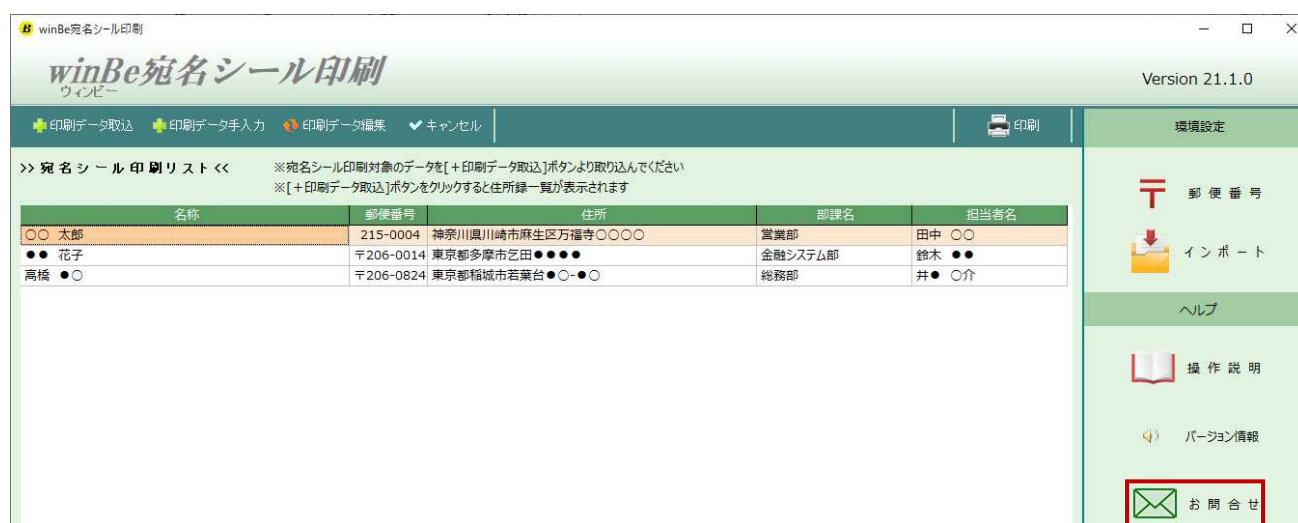 winBe宛名シール印刷
winBe宛名シール印刷
ウィンビー
Version 21.1.0
印刷データ取込 印刷データ手入力 印刷データ編集 キャンセル 印刷 環境設定
>> 宛名シール印刷リスト << ※宛名シール印刷対象のデータを[+印刷データ取込]ボタンより取り込んでください
※[+印刷データ取込]ボタンをクリックすると住所録一覧が表示されます
名称 郵便番号 住所 部課名 担当者名
○○ 太郎 215-0004 神奈川県川崎市麻生区万福寺○○○○ 営業部 田中 ○○
●● 花子 〒206-0014 東京都多摩市乞田●●●● 金融システム部 鈴木 ●●
高橋 ●○ 〒206-0824 東京都稲城市若葉台●○-●○ 総務部 井● ○介
〒 郵便番号
インポート
ヘルプ
操作説明
バージョン情報
お問合せ